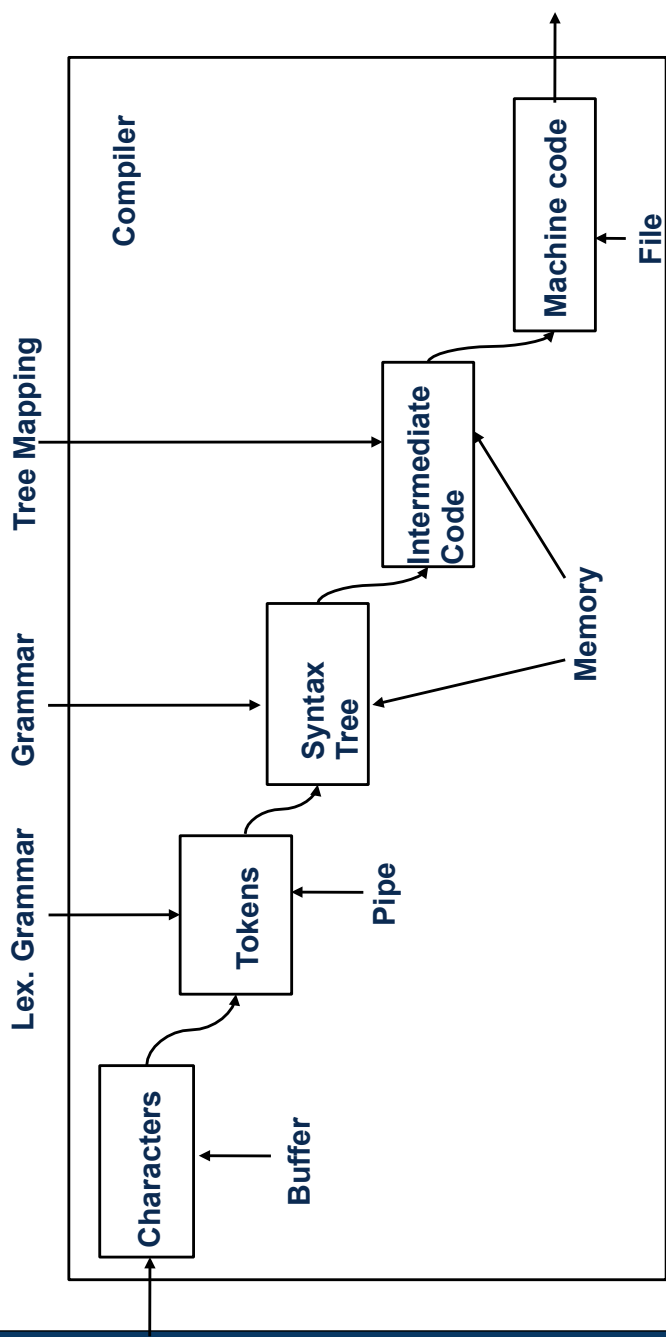 Lex. Grammar
Grammar
Tree Mapping
Compiler
Characters
Tokens
Syntax
Tree
Intermediate
Code
Machine code
Buffer
Pipe
Memory
File